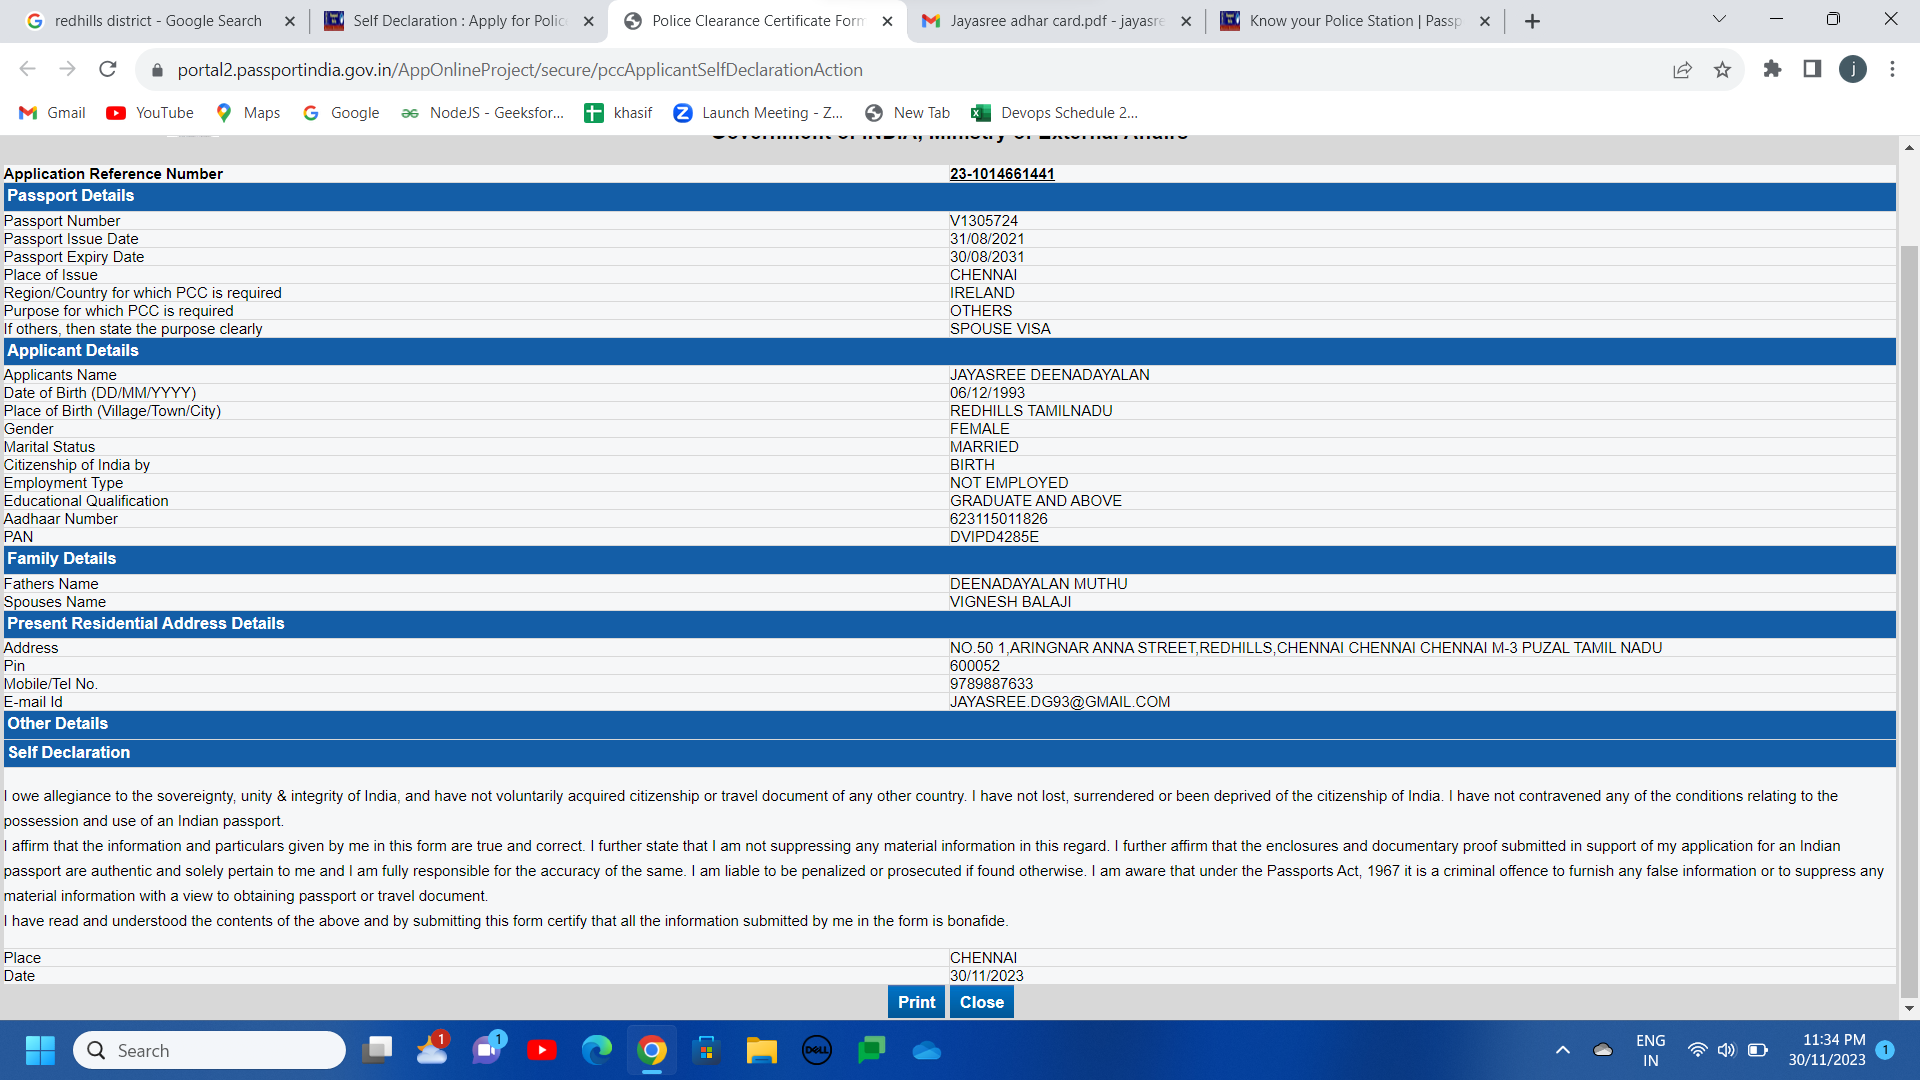 redhills district - Google Search
Self Declaration : Apply for Polic
Police Clearance Certificate Form
Jayasree adhar card.pdf - jayasre
Know your Police Station | Passp
portal2.passportindia.gov.in/AppOnlineProject/secure/pccApplicantSelfDeclarationAction
j
Gmail YouTube Maps Google NodeJS - Geeksfor... khasif Launch Meeting - Z... New Tab Devops Schedule 2...
Government of INDIA, Ministry of External Affairs
Application Reference Number 23-1014661441
Passport Details
Passport Number V1305724
Passport Issue Date 31/08/2021
Passport Expiry Date 30/08/2031
Place of Issue CHENNAI
Region/Country for which PCC is required IRELAND
Purpose for which PCC is required OTHERS
If others, then state the purpose clearly SPOUSE VISA
Applicant Details
Applicants Name JAYASREE DEENADAYALAN
Date of Birth (DD/MM/YYYY) 06/12/1993
Place of Birth (Village/Town/City) REDHILLS TAMILNADU
Gender FEMALE
Marital Status MARRIED
Citizenship of India by BIRTH
Employment Type NOT EMPLOYED
Educational Qualification GRADUATE AND ABOVE
Aadhaar Number 623115011826
PAN DVIPD4285E
Family Details
Fathers Name DEENADAYALAN MUTHU
Spouses Name VIGNESH BALAJI
Present Residential Address Details
Address NO.50 1,ARINGNAR ANNA STREET,REDHILLS,CHENNAI CHENNAI CHENNAI M-3 PUZAL TAMIL NADU
Pin 600052
Mobile/Tel No. 9789887633
E-mail Id JAYASREE.DG93@GMAIL.COM
Other Details
Self Declaration
I owe allegiance to the sovereignty, unity & integrity of India, and have not voluntarily acquired citizenship or travel document of any other country. I have not lost, surrendered or been deprived of the citizenship of India. I have not contravened any of the conditions relating to the
possession and use of an Indian passport.
I affirm that the information and particulars given by me in this form are true and correct. I further state that I am not suppressing any material information in this regard. I further affirm that the enclosures and documentary proof submitted in support of my application for an Indian
passport are authentic and solely pertain to me and I am fully responsible for the accuracy of the same. I am liable to be penalized or prosecuted if found otherwise. I am aware that under the Passports Act, 1967 it is a criminal offence to furnish any false information or to suppress any
material information with a view to obtaining passport or travel document.
I have read and understood the contents of the above and by submitting this form certify that all the information submitted by me in the form is bonafide.
Place CHENNAI
Date 30/11/2023
Print Close
Search
1
1
DELL
ENG
IN
11:34 PM
30/11/2023
1